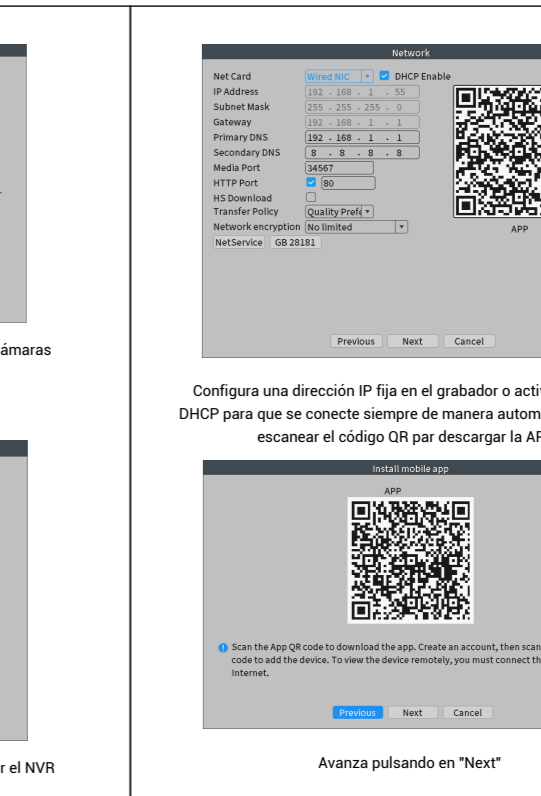 ámaras
r el NVR
Network
Net Card Wired NIC DHCP Enable
IP Address 192 . 168 . 1 . 55
Subnet Mask 255 . 255 . 255 . 0
Gateway 192 . 168 . 1 . 1
Primary DNS 192 . 168 . 1 . 1
Secondary DNS 8 . 8 . 8 . 8
Media Port 34567
HTTP Port 80
HS Download
Transfer Policy Quality Prefe
Network encryption No limited
NetService GB 28181
APP
Previous Next Cancel
Configura una dirección IP fija en el grabador o acti
DHCP para que se conecte siempre de manera autom
escanear el código QR par descargar la AP
Install mobile app
APP
Scan the App QR code to download the app. Create an account, then scan
code to add the device. To view the device remotely, you must connect th
Internet.
Previous Next Cancel
Avanza pulsando en "Next"